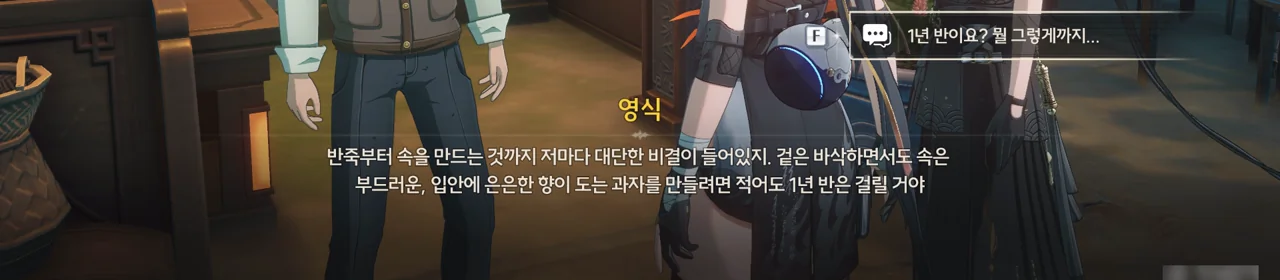 F 1년 반이요? 뭘 그렇게까지...
영식
반죽부터 속을 만드는 것까지 저마다 대단한 비결이 들어있지. 겉은 바삭하면서도 속은
부드러운, 입안에 은은한 향이 도는 과자를 만들려면 적어도 1년 반은 걸릴 거야